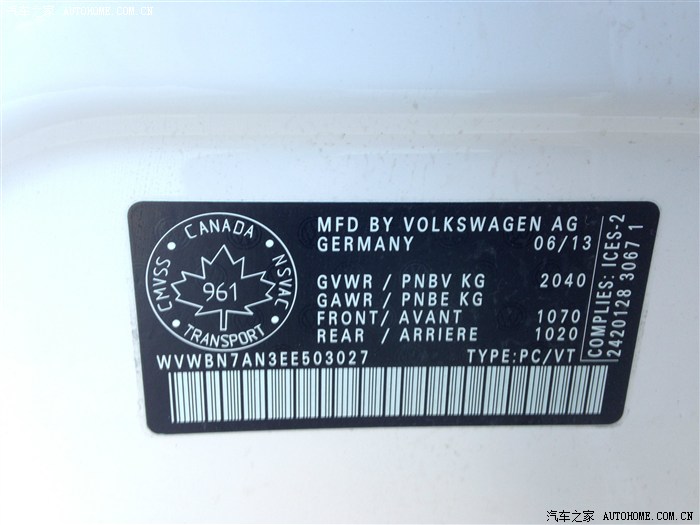 汽车之家 AUTOHOME.COM.CN
CANADA
CMVSS
NSVAC
961
TRANSPORT
MFD BY VOLKSWAGEN AG
GERMANY 06/13
GVWR / PNBV KG 2040
GAWR / PNBE KG
FRONT/ AVANT 1070
REAR / ARRIERE 1020
WVWBN7AN3EE503027 TYPE:PC/VT
COMPLIES: ICES-2
2420128 3067 1
汽车之家 AUTOHOME.COM.CN